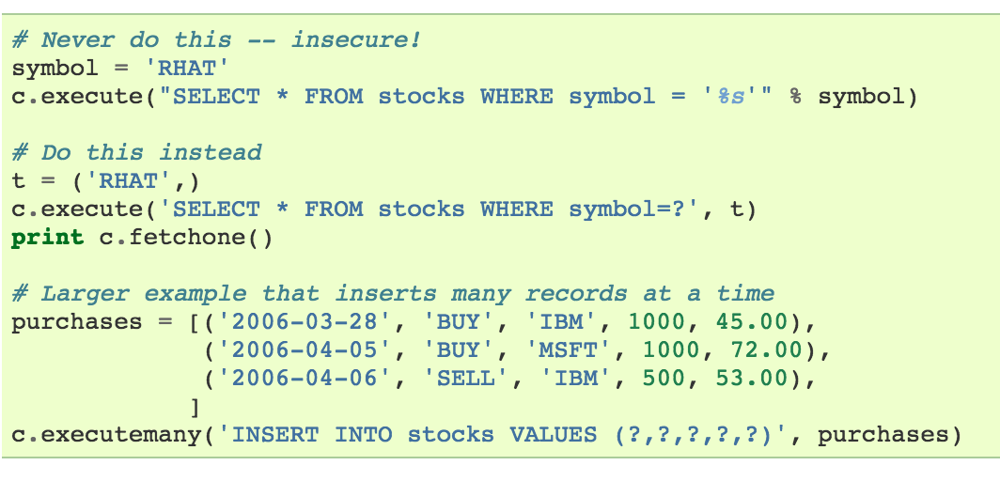 # Never do this -- insecure!
symbol = 'RHAT'
c.execute("SELECT * FROM stocks WHERE symbol = '%s'" % symbol)

# Do this instead
t = ('RHAT',)
c.execute('SELECT * FROM stocks WHERE symbol=?', t)
print c.fetchone()

# Larger example that inserts many records at a time
purchases = [('2006-03-28', 'BUY', 'IBM', 1000, 45.00),
             ('2006-04-05', 'BUY', 'MSFT', 1000, 72.00),
             ('2006-04-06', 'SELL', 'IBM', 500, 53.00),
            ]
c.executemany('INSERT INTO stocks VALUES (?,?,?,?,?)', purchases)